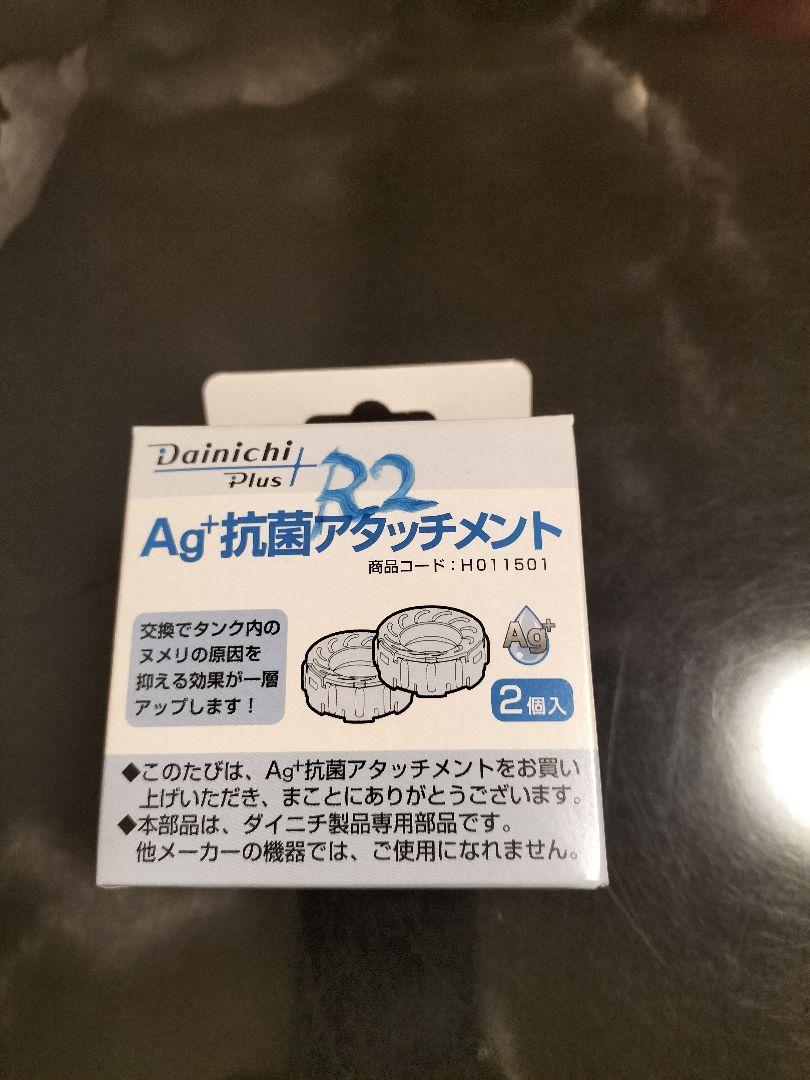 Dainichi
Plus
R2
Ag+抗菌アタッチメント
商品コード：H011501
交換でタンク内の
ヌメリの原因を
抑える効果が一層
アップします！
Ag+
2個入
◆このたびは、Ag+抗菌アタッチメントをお買い
上げいただき、まことにありがとうございます。
◆本部品は、ダイニチ製品専用部品です。
他メーカーの機器では、ご使用になれません。